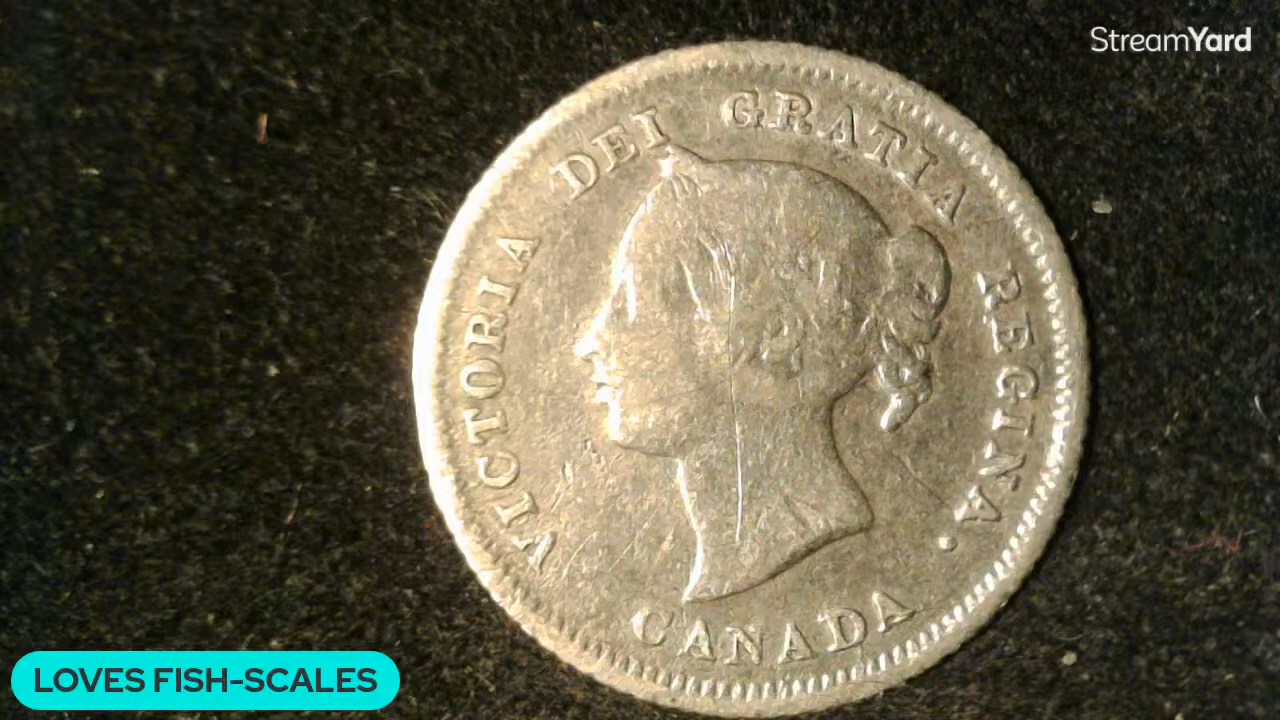 StreamYard
VICTORIA DEI GRATIA REGINA.
CANADA
LOVES FISH-SCALES